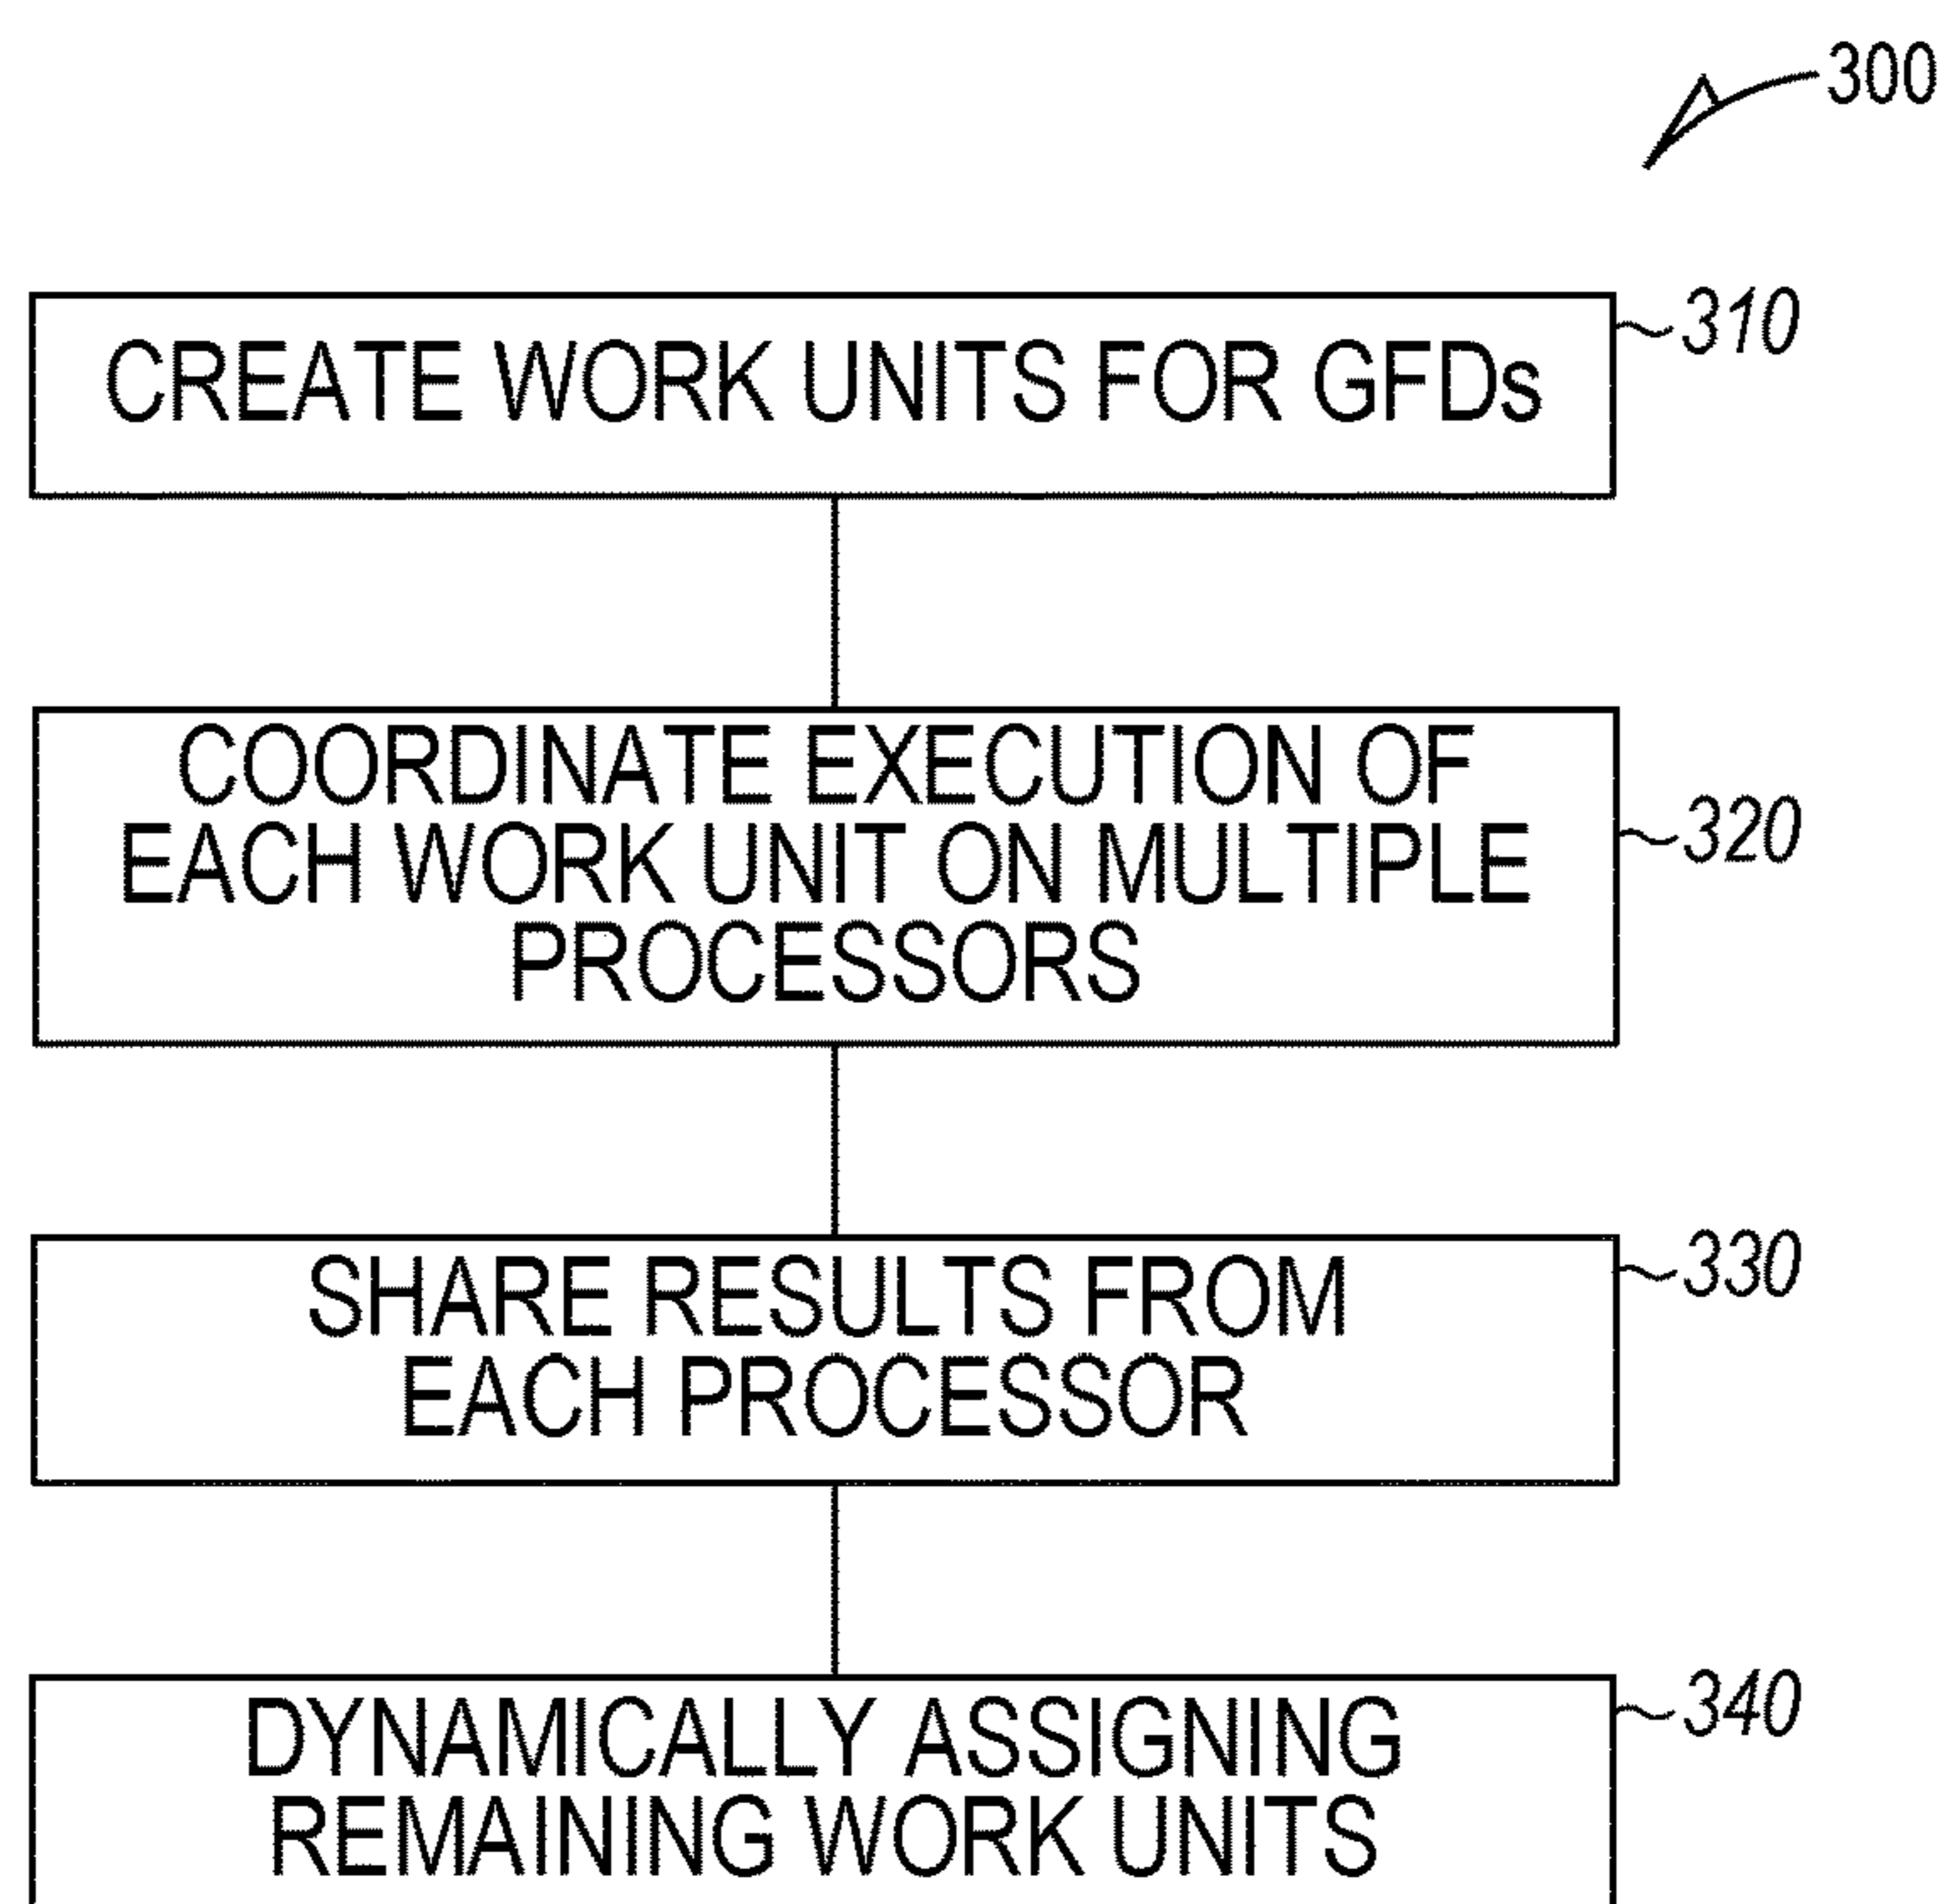 300
CREATE WORK UNITS FOR GFDs
310
COORDINATE EXECUTION OF
EACH WORK UNIT ON MULTIPLE
PROCESSORS
320
SHARE RESULTS FROM
EACH PROCESSOR
330
DYNAMICALLY ASSIGNING
REMAINING WORK UNITS
340